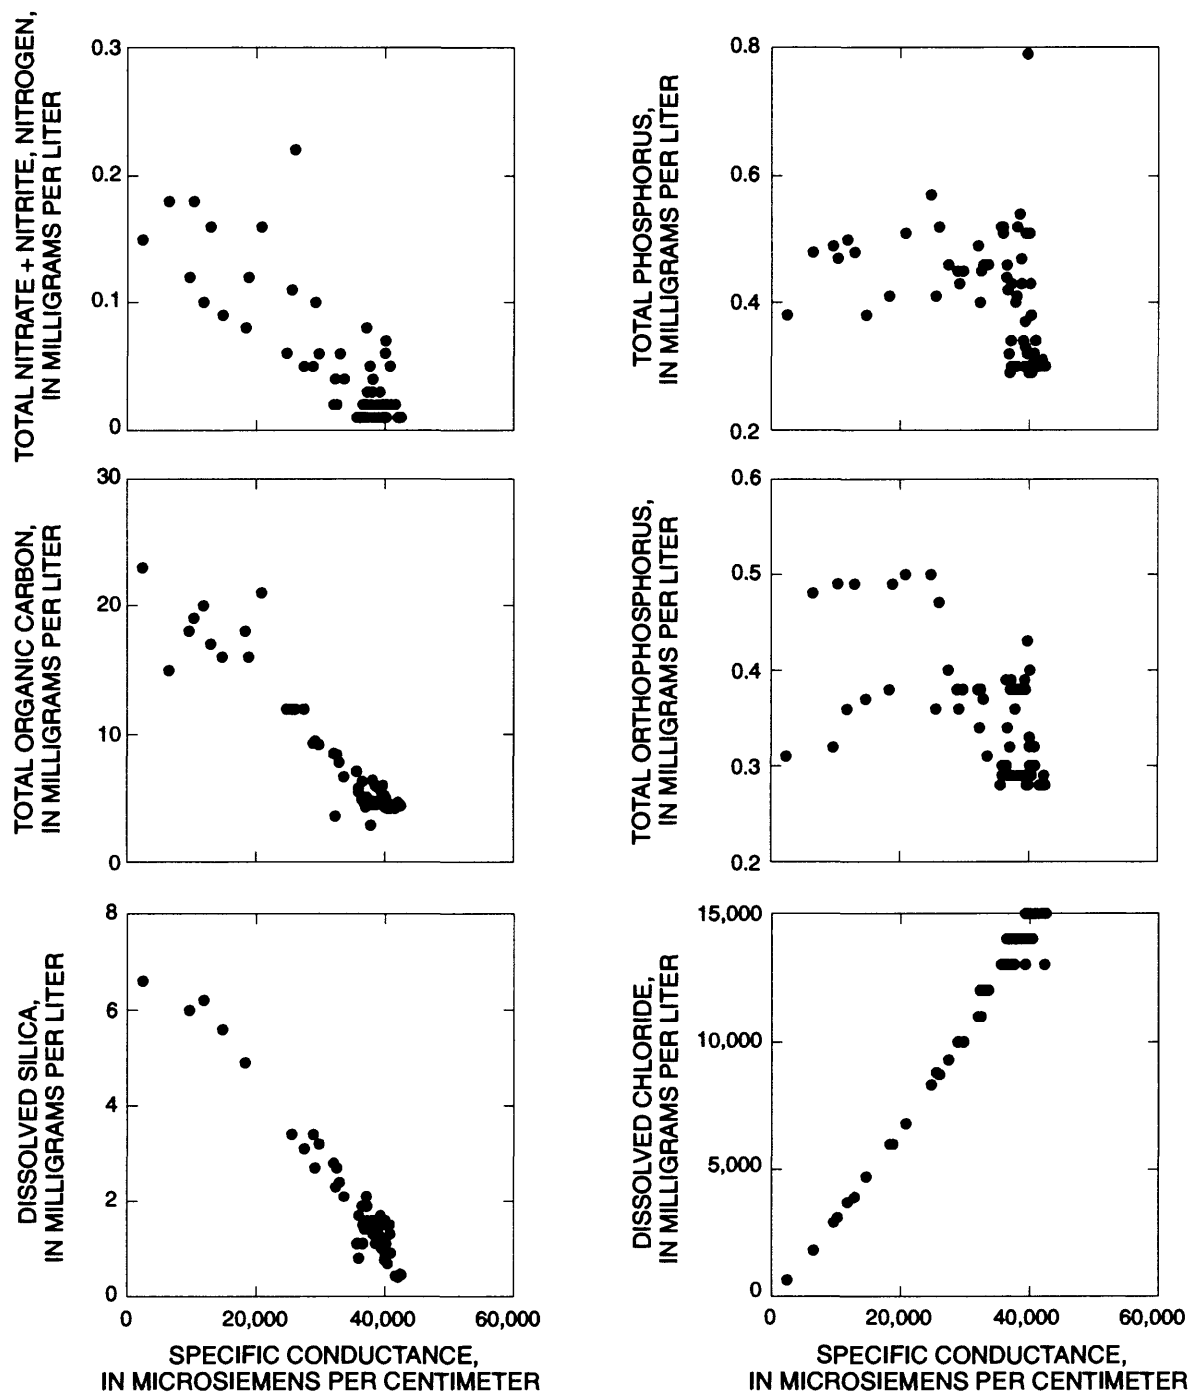 TOTAL NITRATE + NITRITE, NITROGEN,
IN MILLIGRAMS PER LITER
0.3
0.2
0.1
0
TOTAL PHOSPHORUS,
IN MILLIGRAMS PER LITER
0.8
0.6
0.4
0.2
TOTAL ORGANIC CARBON,
IN MILLIGRAMS PER LITER
30
20
10
0
TOTAL ORTHOPHOSPHORUS,
IN MILLIGRAMS PER LITER
0.6
0.5
0.4
0.3
0.2
DISSOLVED SILICA,
IN MILLIGRAMS PER LITER
8
6
4
2
0
0 20,000 40,000 60,000
SPECIFIC CONDUCTANCE,
IN MICROSIEMENS PER CENTIMETER
DISSOLVED CHLORIDE,
IN MILLIGRAMS PER LITER
15,000
10,000
5,000
0
0 20,000 40,000 60,000
SPECIFIC CONDUCTANCE,
IN MICROSIEMENS PER CENTIMETER